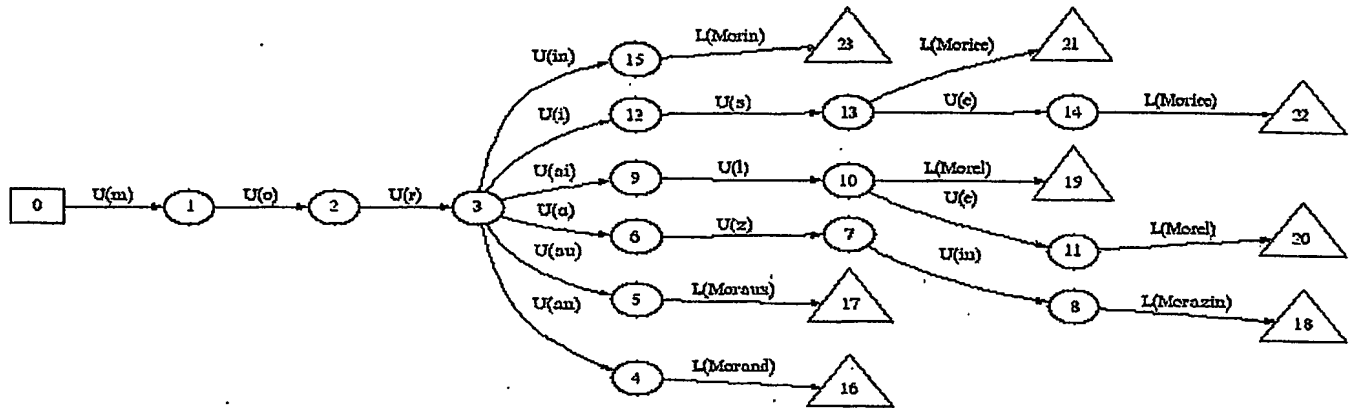 U(in) 15 L(Morin) 23 L(Morice) 21
U(i) 12 U(s) 13 U(e) 14 L(Morice) 22
U(ai) 9 U(l) 10 L(Morel) 19
0 U(m) 1 U(o) 2 U(r) 3
U(a) 6 U(z) 7 U(e) 11 L(Morel) 20
U(au) 5 L(Moraux) 17 U(in) 8 L(Morazin) 18
U(an) 4 L(Morand) 16